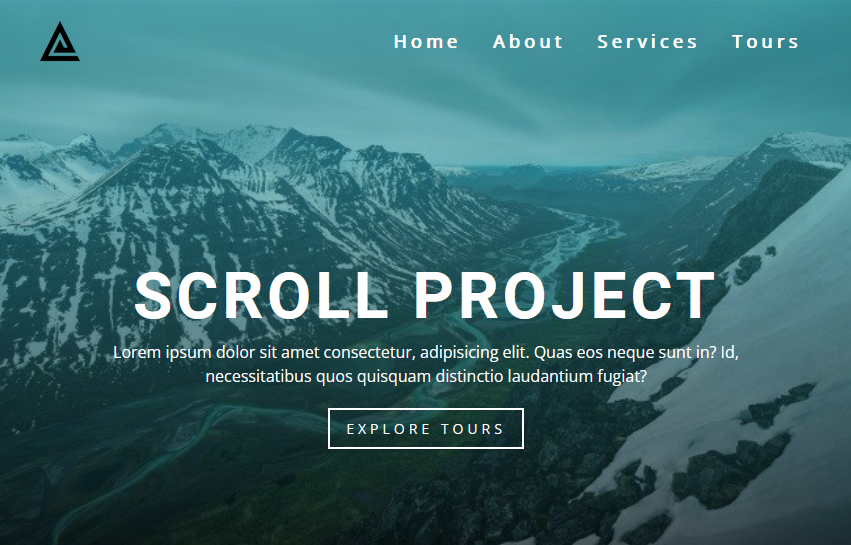 Home About Services Tours
SCROLL PROJECT
Lorem ipsum dolor sit amet consectetur, adipisicing elit. Quas eos neque sunt in? Id,
necessitatibus quos quisquam distinctio laudantium fugiat?
EXPLORE TOURS